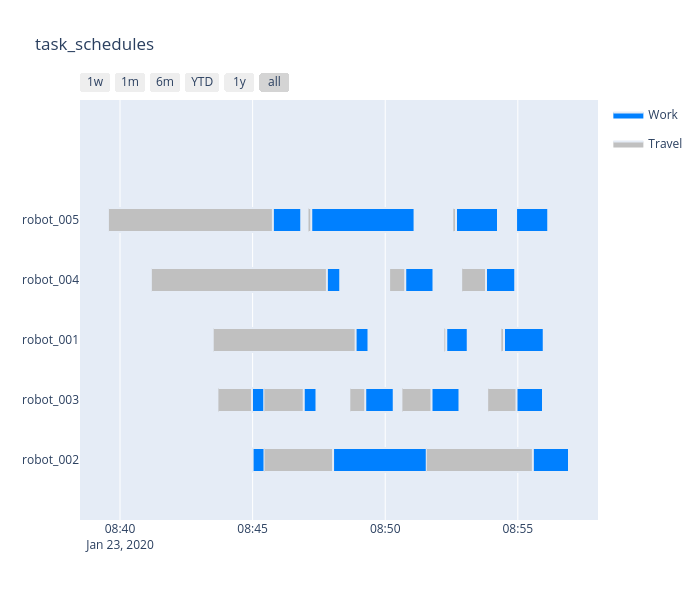 task_schedules
1w 1m 6m YTD 1y all
Work
Travel
robot_005
robot_004
robot_001
robot_003
robot_002
08:40 08:45 08:50 08:55
Jan 23, 2020